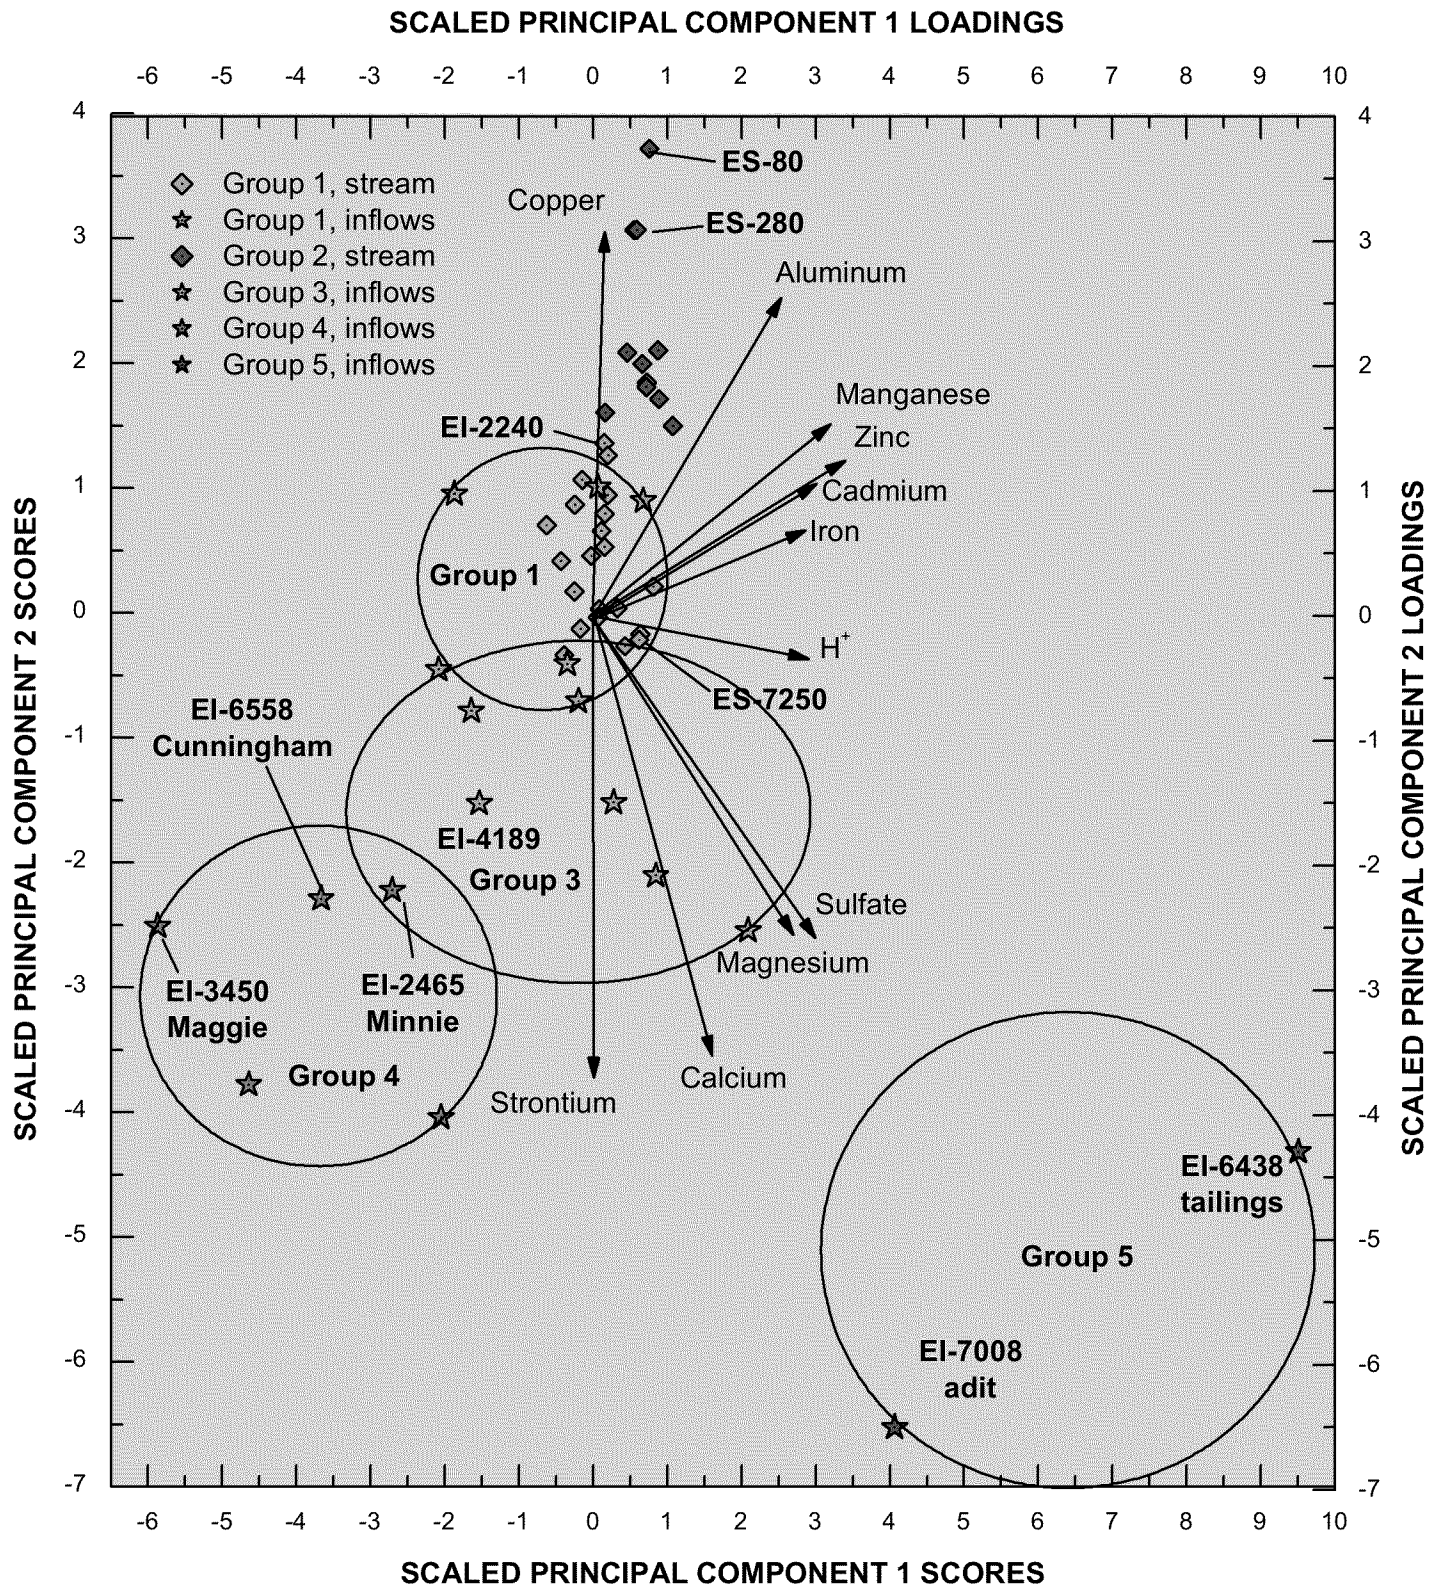 SCALED PRINCIPAL COMPONENT 1 LOADINGS
-6 -5 -4 -3 -2 -1 0 1 2 3 4 5 6 7 8 9 10
SCALED PRINCIPAL COMPONENT 2 SCORES
4
3
2
1
0
-1
-2
-3
-4
-5
-6
-7
Group 1, stream
Group 1, inflows
Group 2, stream
Group 3, inflows
Group 4, inflows
Group 5, inflows
ES-80
Copper
ES-280
Aluminum
Manganese
EI-2240
Zinc
Cadmium
Iron
Group 1
H+
ES-7250
EI-6558
Cunningham
EI-4189
Group 3
Sulfate
Magnesium
EI-3450
Maggie
EI-2465
Minnie
Group 4
Calcium
Strontium
EI-6438
tailings
Group 5
EI-7008
adit
4
3
2
1
0
-1
-2
-3
-4
-5
-6
-7
SCALED PRINCIPAL COMPONENT 2 LOADINGS
-6 -5 -4 -3 -2 -1 0 1 2 3 4 5 6 7 8 9 10
SCALED PRINCIPAL COMPONENT 1 SCORES